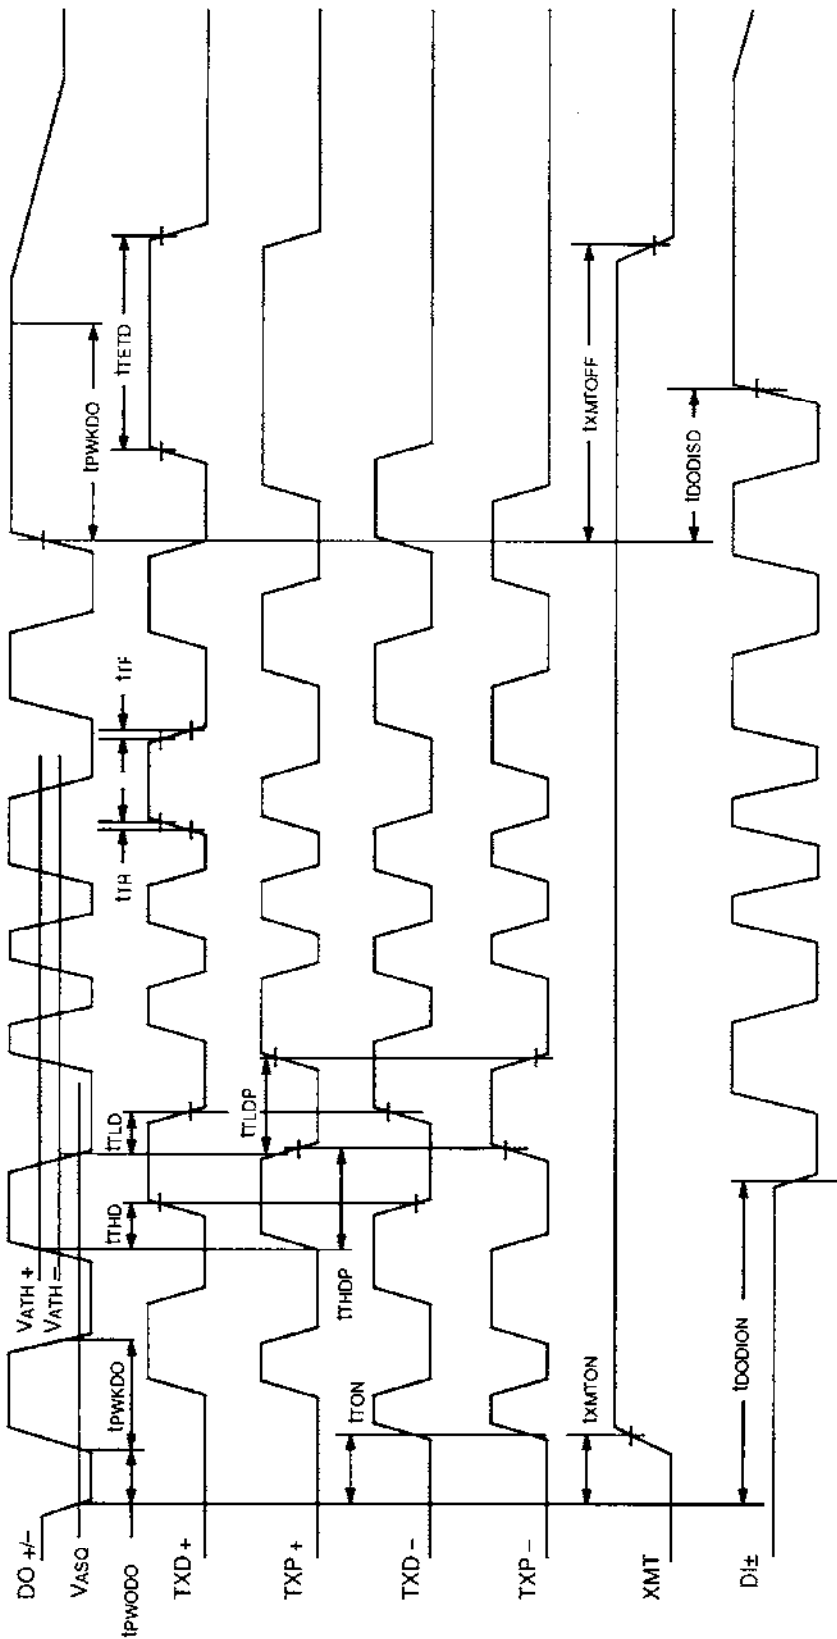 DO +/-
VASQ
tPWODO
tPWKDO
VATH +
VATH –
TXD +
tTHD
tTLD
tTR
tTF
tPWKDO
tTETD
TXP +
tTHDP
tTLDP
TXD –
tTON
TXP –
XMT
tXMTON
tXMTOFF
DI±
tDODION
tDODISD